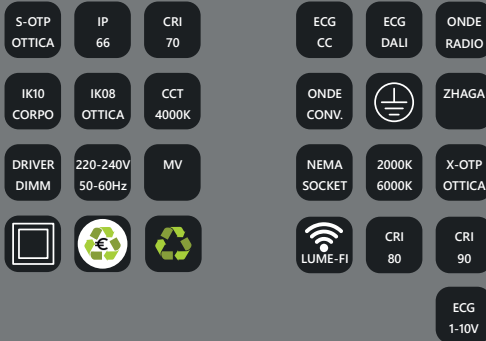 S-OTP
OTTICA
IP
66
CRI
70
IK10
CORPO
IK08
OTTICA
CCT
4000K
DRIVER
DIMM
220-240V
50-60Hz
MV
€
ECG
CC
ECG
DALI
ONDE
RADIO
ONDE
CONV.
ZHAGA
NEMA
SOCKET
2000K
6000K
X-OTP
OTTICA
LUME-FI
CRI
80
CRI
90
ECG
1-10V